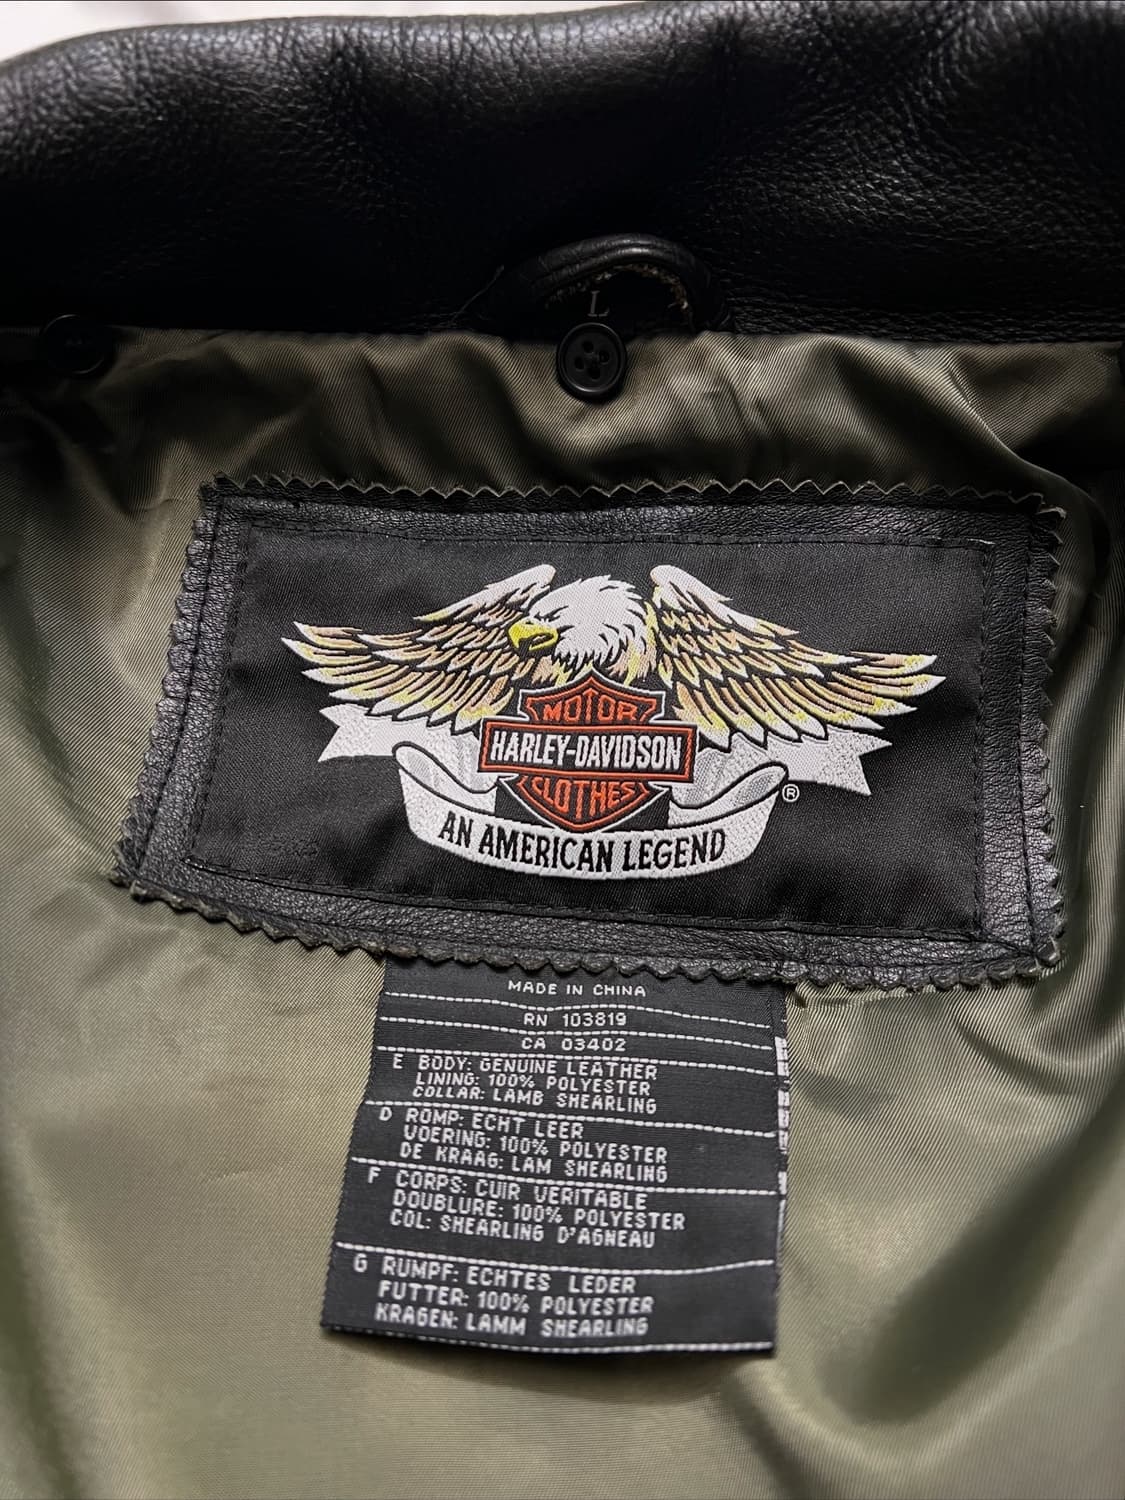 L
MOTOR
HARLEY-DAVIDSON
CLOTHES
®
AN AMERICAN LEGEND
MADE IN CHINA
RN 103819
CA 03402
E BODY: GENUINE LEATHER
LINING: 100% POLYESTER
COLLAR: LAMB SHEARLING
D ROMP: ECHT LEER
VOERING: 100% POLYESTER
DE KRAAG: LAM SHEARLING
F CORPS: CUIR VERITABLE
DOUBLURE: 100% POLYESTER
COL: SHEARLING D'AGNEAU
G RUMPF: ECHTES LEDER
FUTTER: 100% POLYESTER
KRAGEN: LAMM SHEARLING